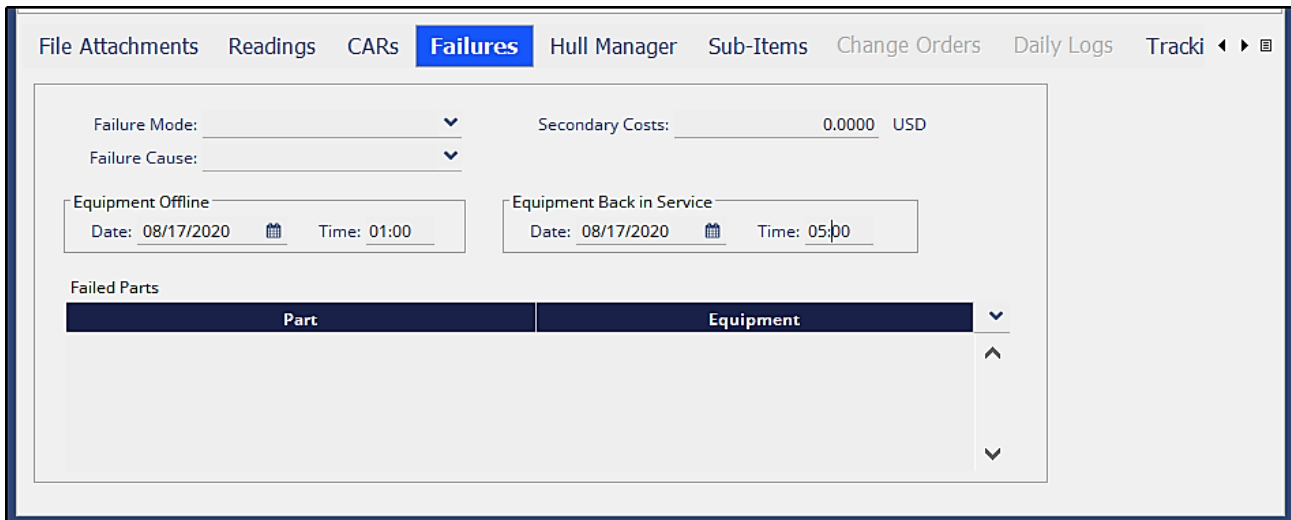 File Attachments Readings CARs Failures Hull Manager Sub-Items Change Orders Daily Logs Tracki
Failure Mode: Secondary Costs: 0.0000 USD
Failure Cause:
Equipment Offline Equipment Back in Service
Date: 08/17/2020 Time: 01:00 Date: 08/17/2020 Time: 05:00
Failed Parts
Part Equipment